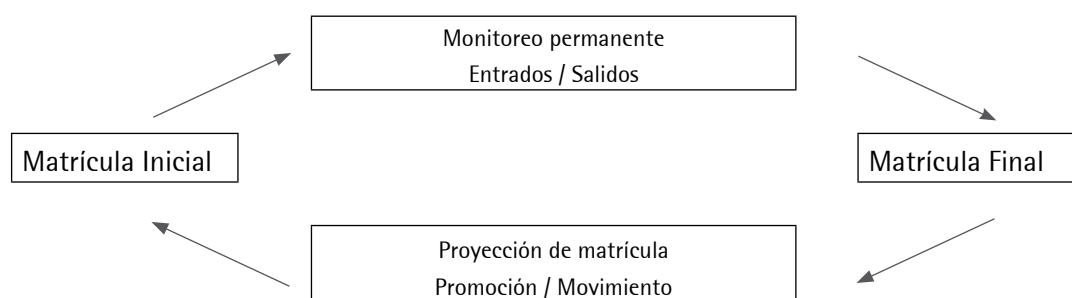 Monitoreo permanente
Entrados / Salidos
Matrícula Inicial
Matrícula Final
Proyección de matrícula
Promoción / Movimiento